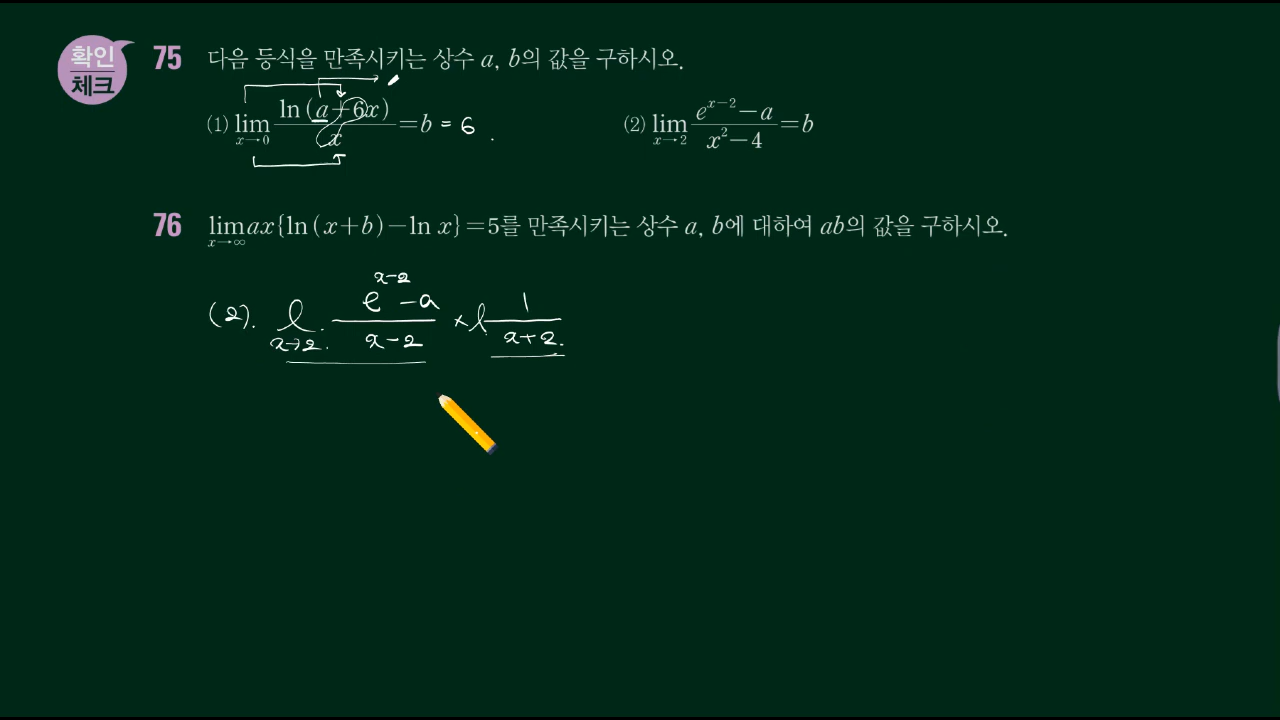 확인
체크
75 다음 등식을 만족시키는 상수 a, b의 값을 구하시오.
(1) lim_{x→0} ln(a+6x)/x = b = 6 .
(2) lim_{x→2} (e^{x-2}-a)/(x^2-4) = b
76 lim_{x→∞} ax{ln(x+b)-ln x}=5를 만족시키는 상수 a, b에 대하여 ab의 값을 구하시오.
(2). l_{x→2.} (e^{x-2}-a)/(x-2) × l 1/(x+2.)